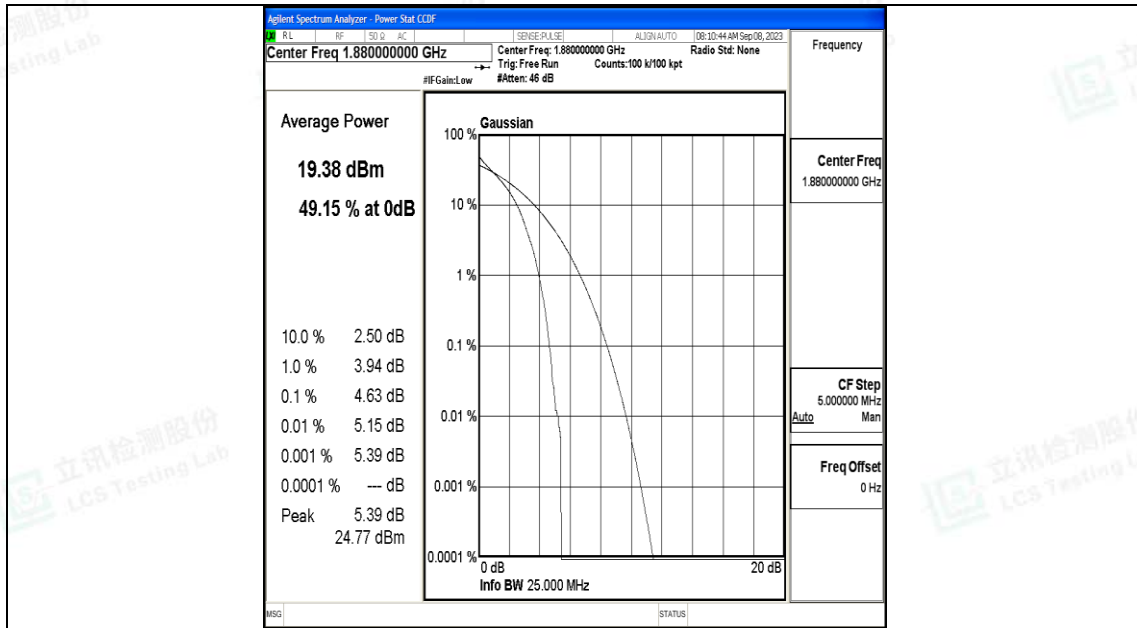 Agilent Spectrum Analyzer - Power Stat CCDF
LXI RL RF 50 Ω AC SENSE:PULSE ALIGN AUTO 08:10:44 AM Sep 08, 2023
Center Freq 1.880000000 GHz
Center Freq: 1.880000000 GHz Radio Std: None
Trig: Free Run Counts:100 k/100 kpt
#IFGain:Low #Atten: 46 dB
Frequency
Average Power
19.38 dBm
49.15 % at 0dB
10.0 % 2.50 dB
1.0 % 3.94 dB
0.1 % 4.63 dB
0.01 % 5.15 dB
0.001 % 5.39 dB
0.0001 % --- dB
Peak 5.39 dB
24.77 dBm
Gaussian
100 %
10 %
1 %
0.1 %
0.01 %
0.001 %
0.0001 %
0 dB 20 dB
Info BW 25.000 MHz
Center Freq
1.880000000 GHz
CF Step
5.000000 MHz
Auto Man
Freq Offset
0 Hz
MSG STATUS
立讯检测股份
LCS Testing Lab
立讯检测股份